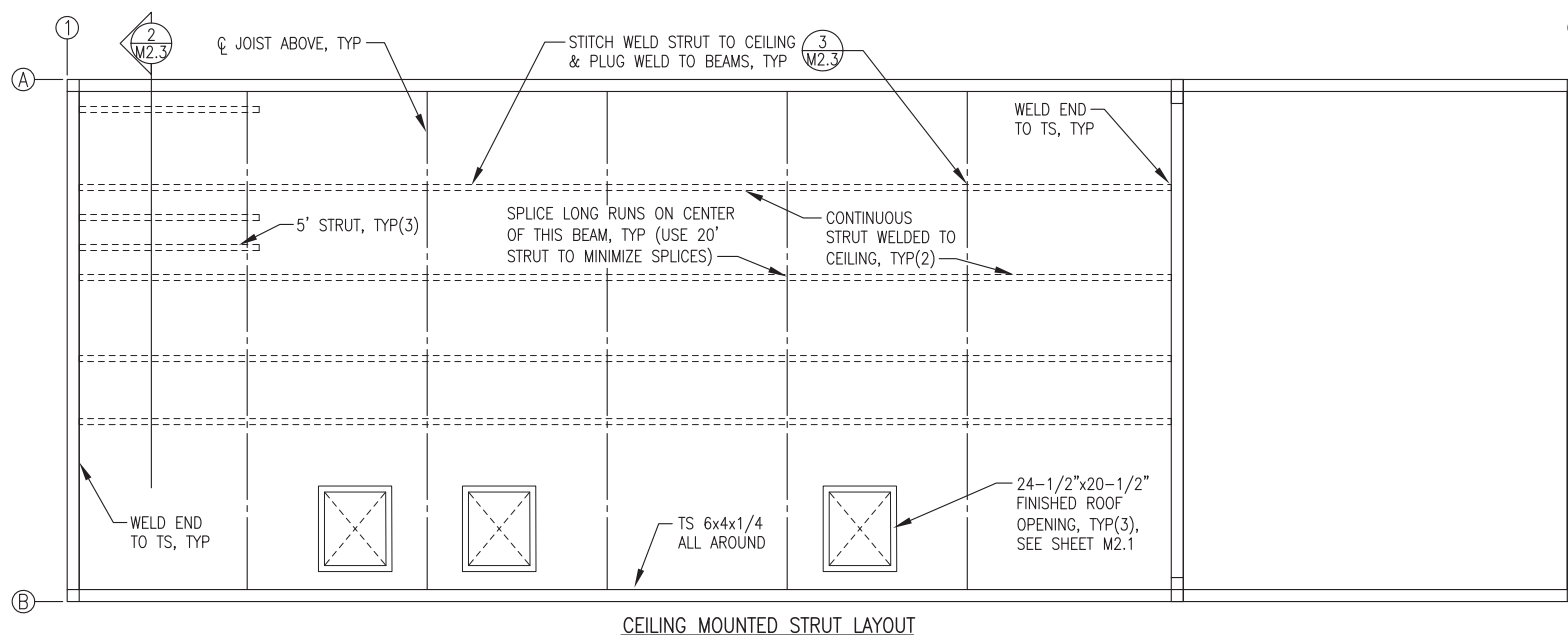 1
2
M2.3
℄ JOIST ABOVE, TYP
STITCH WELD STRUT TO CEILING
& PLUG WELD TO BEAMS, TYP
3
M2.3
A
WELD END
TO TS, TYP
5' STRUT, TYP(3)
SPLICE LONG RUNS ON CENTER
OF THIS BEAM, TYP (USE 20'
STRUT TO MINIMIZE SPLICES)
CONTINUOUS
STRUT WELDED TO
CEILING, TYP(2)
WELD END
TO TS, TYP
TS 6x4x1/4
ALL AROUND
24-1/2"x20-1/2"
FINISHED ROOF
OPENING, TYP(3),
SEE SHEET M2.1
B
CEILING MOUNTED STRUT LAYOUT